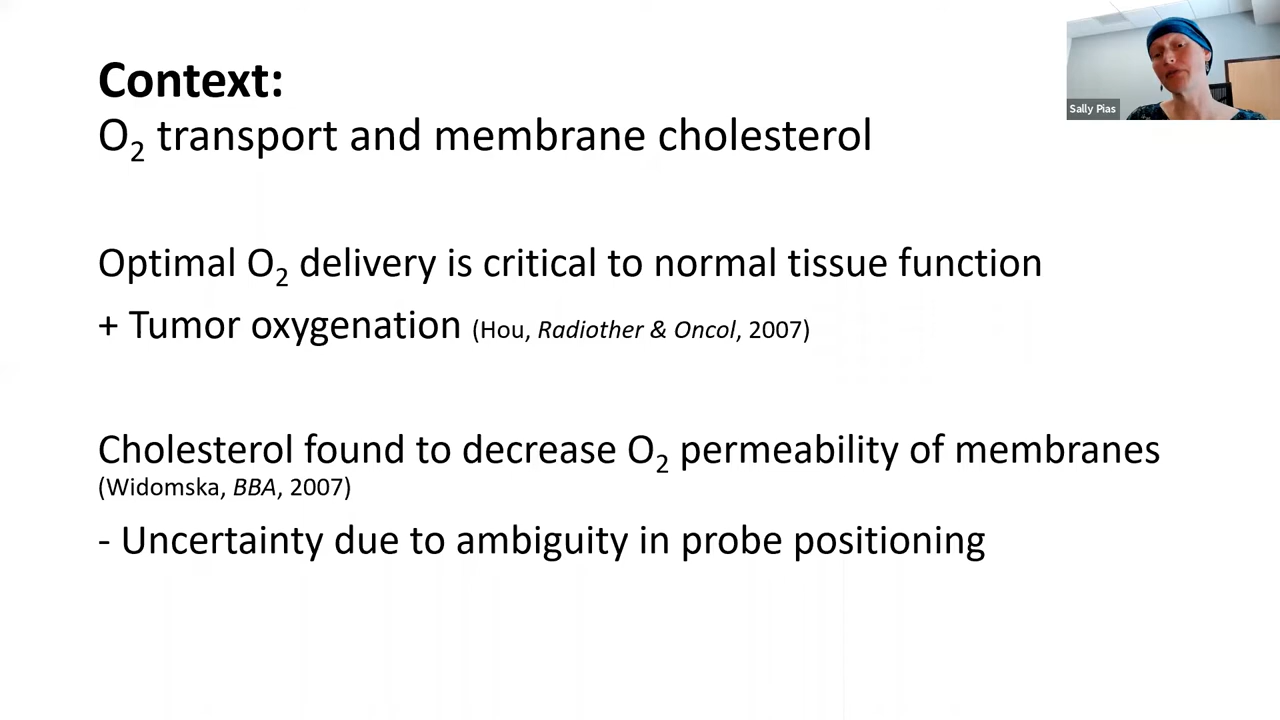 Context:
O₂ transport and membrane cholesterol
Sally Pias
Optimal O₂ delivery is critical to normal tissue function
+ Tumor oxygenation (Hou, Radiother & Oncol, 2007)
Cholesterol found to decrease O₂ permeability of membranes
(Widomska, BBA, 2007)
- Uncertainty due to ambiguity in probe positioning